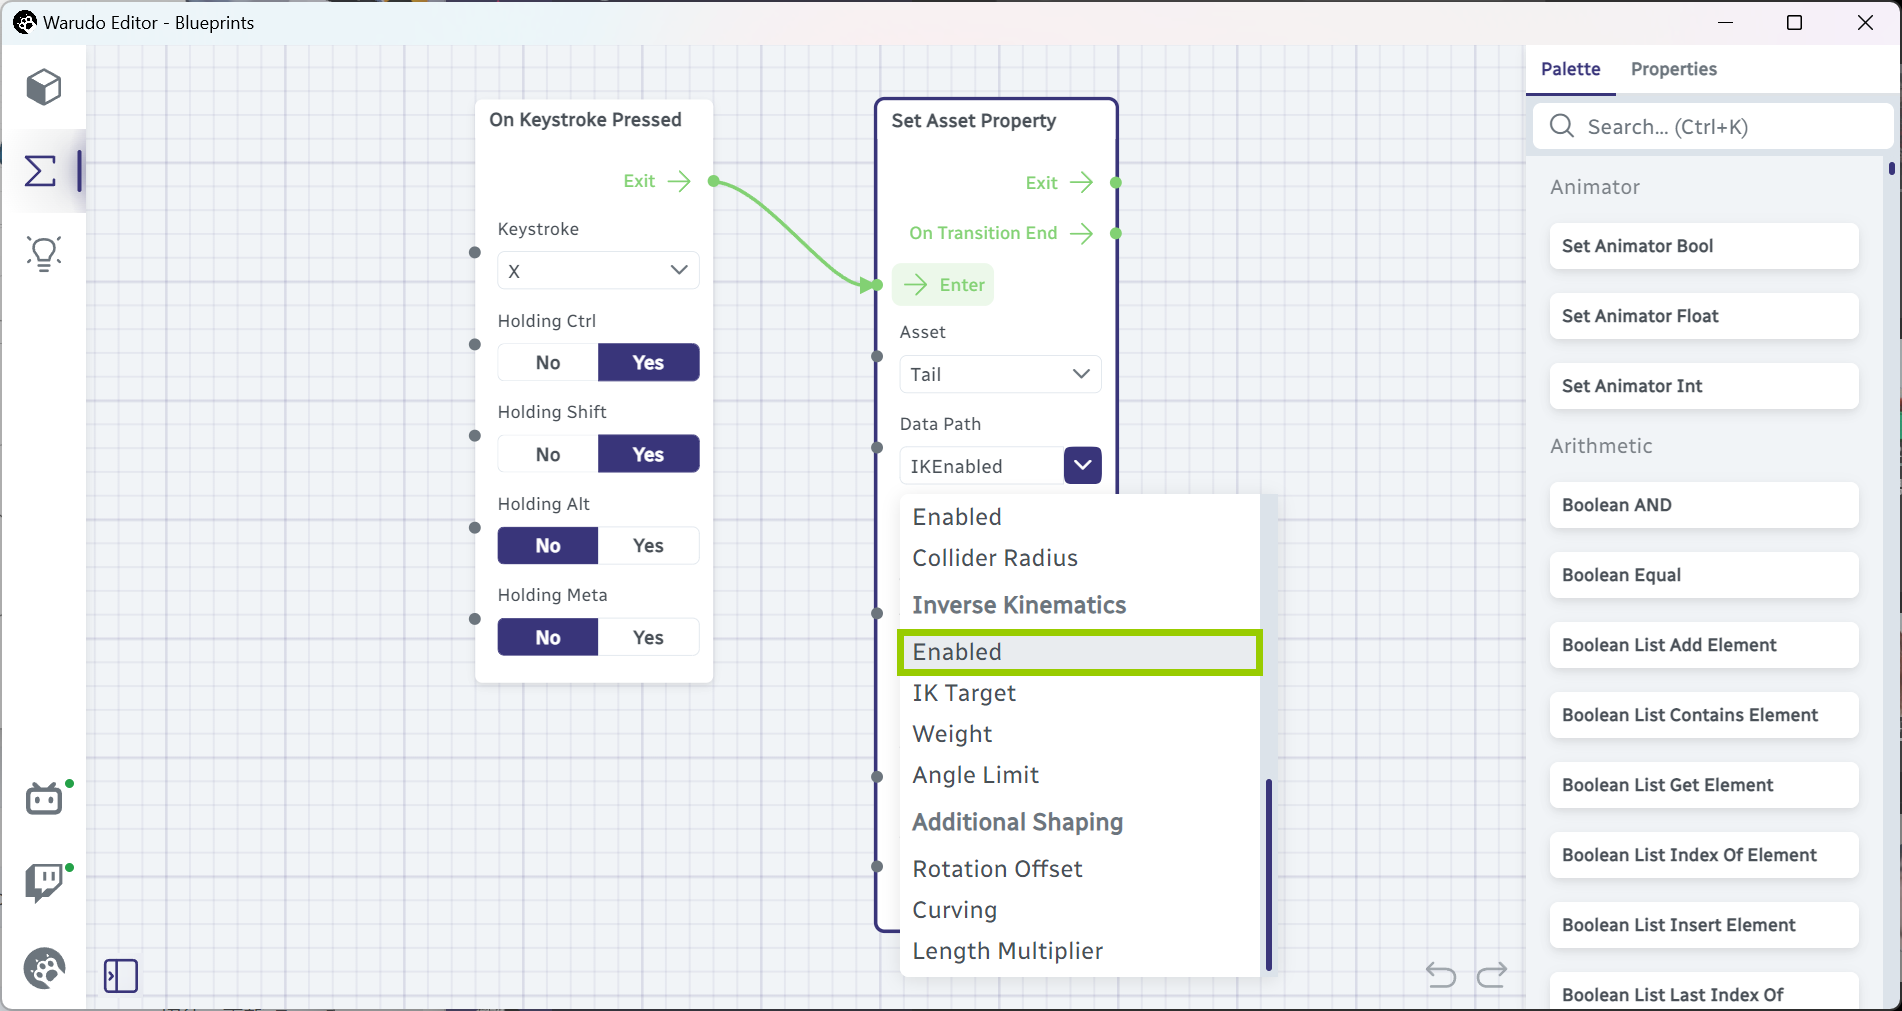 Warudo Editor - Blueprints
On Keystroke Pressed
Exit
Keystroke
X
Holding Ctrl
No Yes
Holding Shift
No Yes
Holding Alt
No Yes
Holding Meta
No Yes
Set Asset Property
Exit
On Transition End
Enter
Asset
Tail
Data Path
IKEnabled
Enabled
Collider Radius
Inverse Kinematics
Enabled
IK Target
Weight
Angle Limit
Additional Shaping
Rotation Offset
Curving
Length Multiplier
Palette Properties
Search... (Ctrl+K)
Animator
Set Animator Bool
Set Animator Float
Set Animator Int
Arithmetic
Boolean AND
Boolean Equal
Boolean List Add Element
Boolean List Contains Element
Boolean List Get Element
Boolean List Index Of Element
Boolean List Insert Element
Boolean List Last Index Of